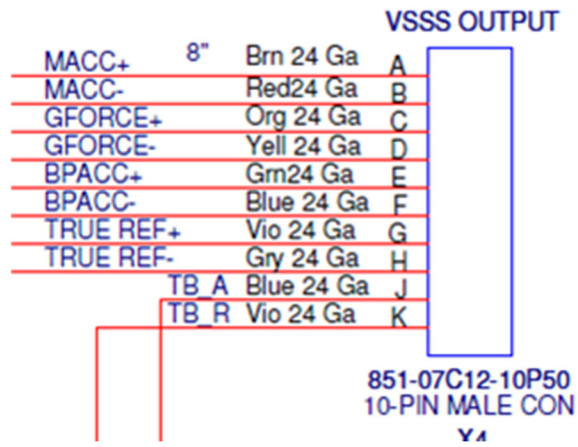 VSSS OUTPUT
MACC+ 8" Brn 24 Ga A
MACC- Red24 Ga B
GFORCE+ Org 24 Ga C
GFORCE- Yell 24 Ga D
BPACC+ Grn24 Ga E
BPACC- Blue 24 Ga F
TRUE REF+ Vio 24 Ga G
TRUE REF- Gry 24 Ga H
TB_A Blue 24 Ga J
TB_R Vio 24 Ga K
851-07C12-10P50
10-PIN MALE CON
X4